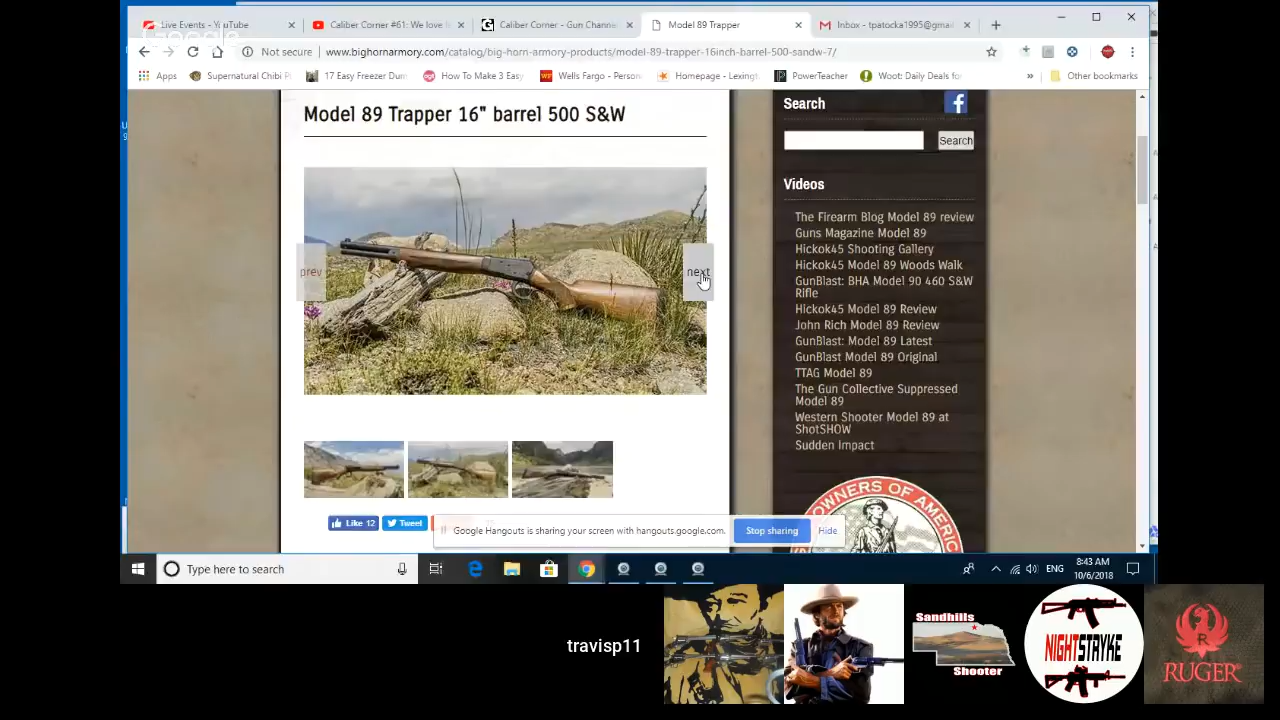 Google
Live Events - YouTube
Caliber Corner #61: We love
Caliber Corner - Gun Channe
Model 89 Trapper
Inbox - tpatocka1995@gma
Not secure
www.bighornarmory.com/catalog/big-horn-armory-products/model-89-trapper-16inch-barrel-500-sandw-7/
Apps
Supernatural Chibi P
17 Easy Freezer Dum
How To Make 3 Easy
Wells Fargo - Person
Homepage - Lexingt
PowerTeacher
Woot: Daily Deals fo
Other bookmarks
Model 89 Trapper 16" barrel 500 S&W
prev
next
Like 12
Tweet
Search
Search
Videos
The Firearm Blog Model 89 review
Guns Magazine Model 89
Hickok45 Shooting Gallery
Hickok45 Model 89 Woods Walk
GunBlast: BHA Model 90 460 S&W
Rifle
Hickok45 Model 89 Review
John Rich Model 89 Review
GunBlast: Model 89 Latest
GunBlast Model 89 Original
TTAG Model 89
The Gun Collective Suppressed
Model 89
Western Shooter Model 89 at
ShotSHOW
Sudden Impact
OWNERS OF AMERICA
Google Hangouts is sharing your screen with hangouts.google.com.
Stop sharing
Hide
Type here to search
ENG
8:43 AM
10/6/2018
travisp11
Sandhills
Shooter
NIGHTSTRYKE
RUGER